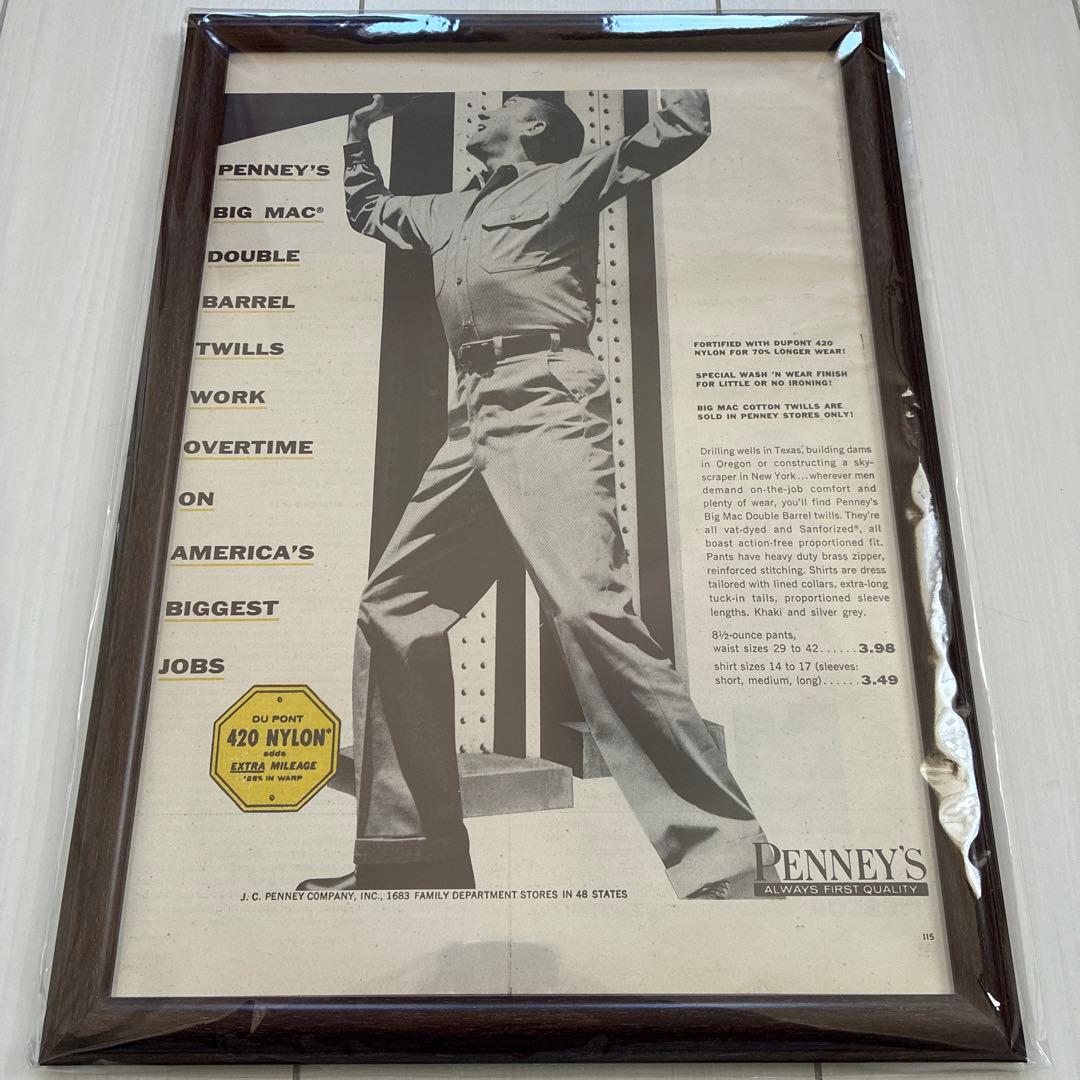 PENNEY'S
BIG MAC®
DOUBLE
BARREL
TWILLS
WORK
OVERTIME
ON
AMERICA'S
BIGGEST
JOBS
DU PONT
420 NYLON*
adds
EXTRA MILEAGE
*25% IN WARP
FORTIFIED WITH DUPONT 420
NYLON FOR 70% LONGER WEAR!
SPECIAL WASH 'N WEAR FINISH
FOR LITTLE OR NO IRONING!
BIG MAC COTTON TWILLS ARE
SOLD IN PENNEY STORES ONLY!
Drilling wells in Texas, building dams
in Oregon or constructing a sky-
scraper in New York...wherever men
demand on-the-job comfort and
plenty of wear, you'll find Penney's
Big Mac Double Barrel twills. They're
all vat-dyed and Sanforized®, all
boast action-free proportioned fit.
Pants have heavy duty brass zipper,
reinforced stitching. Shirts are dress
tailored with lined collars, extra-long
tuck-in tails, proportioned sleeve
lengths. Khaki and silver grey.
8½-ounce pants,
waist sizes 29 to 42......3.98
shirt sizes 14 to 17 (sleeves:
short, medium, long)......3.49
PENNEY'S
ALWAYS FIRST QUALITY
J. C. PENNEY COMPANY, INC., 1683 FAMILY DEPARTMENT STORES IN 48 STATES
115